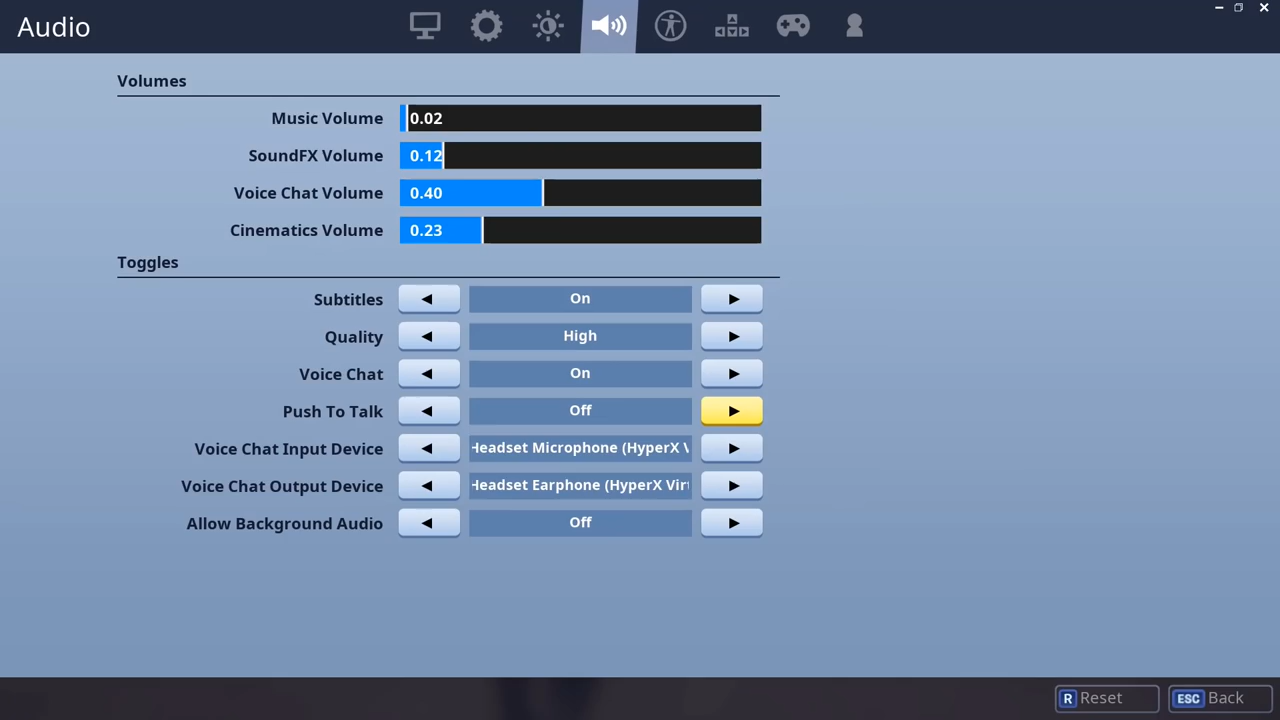 Audio
Volumes
Music Volume 0.02
SoundFX Volume 0.12
Voice Chat Volume 0.40
Cinematics Volume 0.23
Toggles
Subtitles On
Quality High
Voice Chat On
Push To Talk Off
Voice Chat Input Device Headset Microphone (HyperX V
Voice Chat Output Device Headset Earphone (HyperX Virt
Allow Background Audio Off
R Reset ESC Back